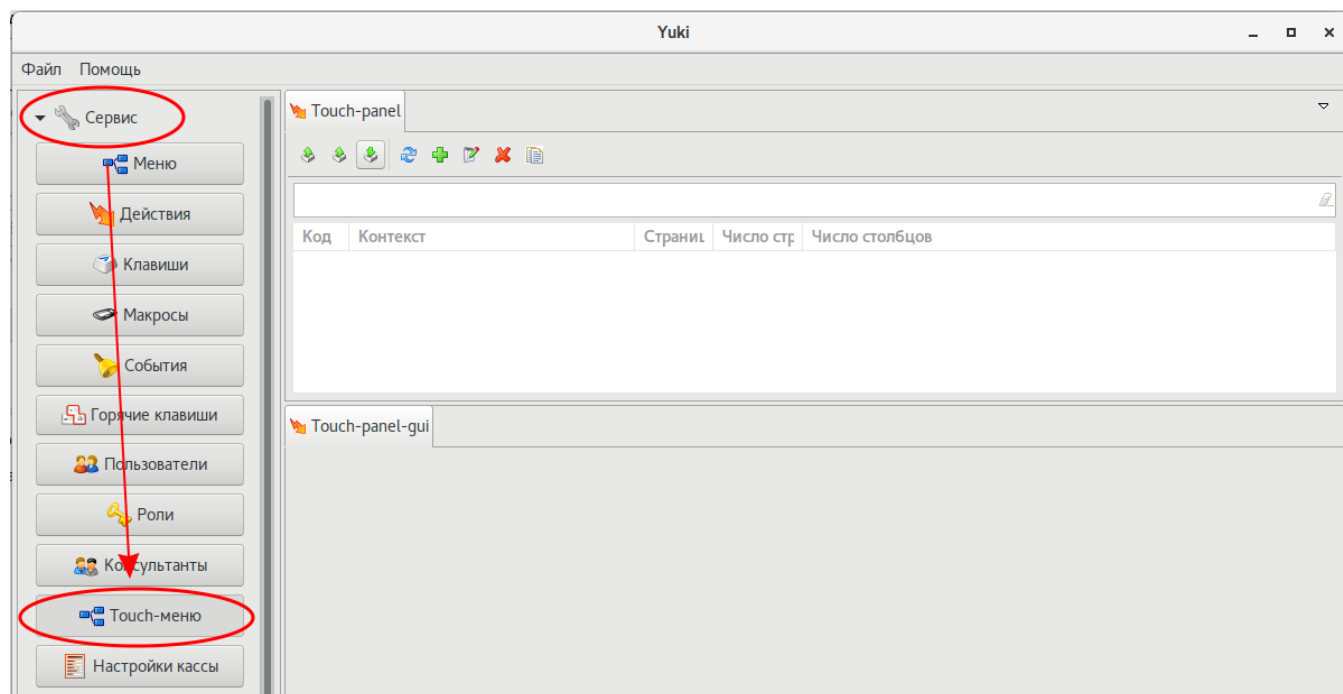 Yuki
Файл Помощь
Сервис
Меню
Действия
Клавиши
Макросы
События
Горячие клавиши
Пользователи
Роли
Консультанты
Touch-меню
Настройки кассы
Touch-panel
Код Контекст Страниц Число стр Число столбцов
Touch-panel-gui